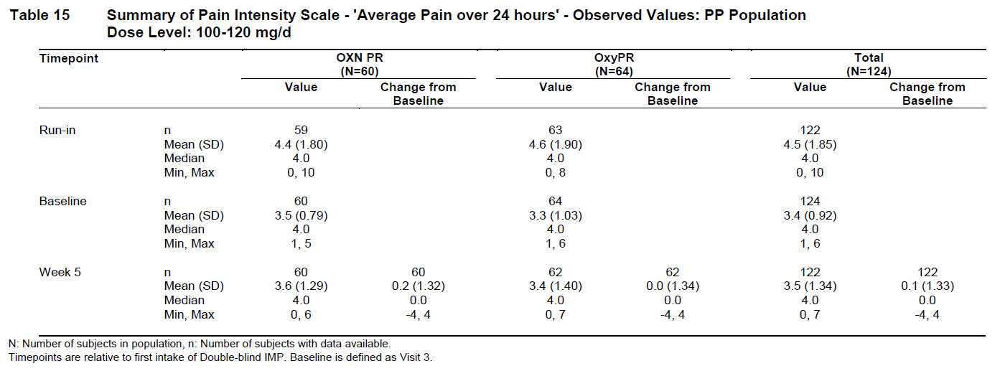 Table 15 Summary of Pain Intensity Scale - 'Average Pain over 24 hours' - Observed Values: PP Population
Dose Level: 100-120 mg/d
Timepoint OXN PR OxyPR Total
(N=60) (N=64) (N=124)
Value Change from Value Change from Value Change from
Baseline Baseline Baseline
Run-in n 59 63 122
Mean (SD) 4.4 (1.80) 4.6 (1.90) 4.5 (1.85)
Median 4.0 4.0 4.0
Min, Max 0, 10 0, 8 0, 10
Baseline n 60 64 124
Mean (SD) 3.5 (0.79) 3.3 (1.03) 3.4 (0.92)
Median 4.0 4.0 4.0
Min, Max 1, 5 1, 6 1, 6
Week 5 n 60 60 62 62 122 122
Mean (SD) 3.6 (1.29) 0.2 (1.32) 3.4 (1.40) 0.0 (1.34) 3.5 (1.34) 0.1 (1.33)
Median 4.0 0.0 4.0 0.0 4.0 0.0
Min, Max 0, 6 -4, 4 0, 7 -4, 4 0, 7 -4, 4
N: Number of subjects in population, n: Number of subjects with data available.
Timepoints are relative to first intake of Double-blind IMP. Baseline is defined as Visit 3.